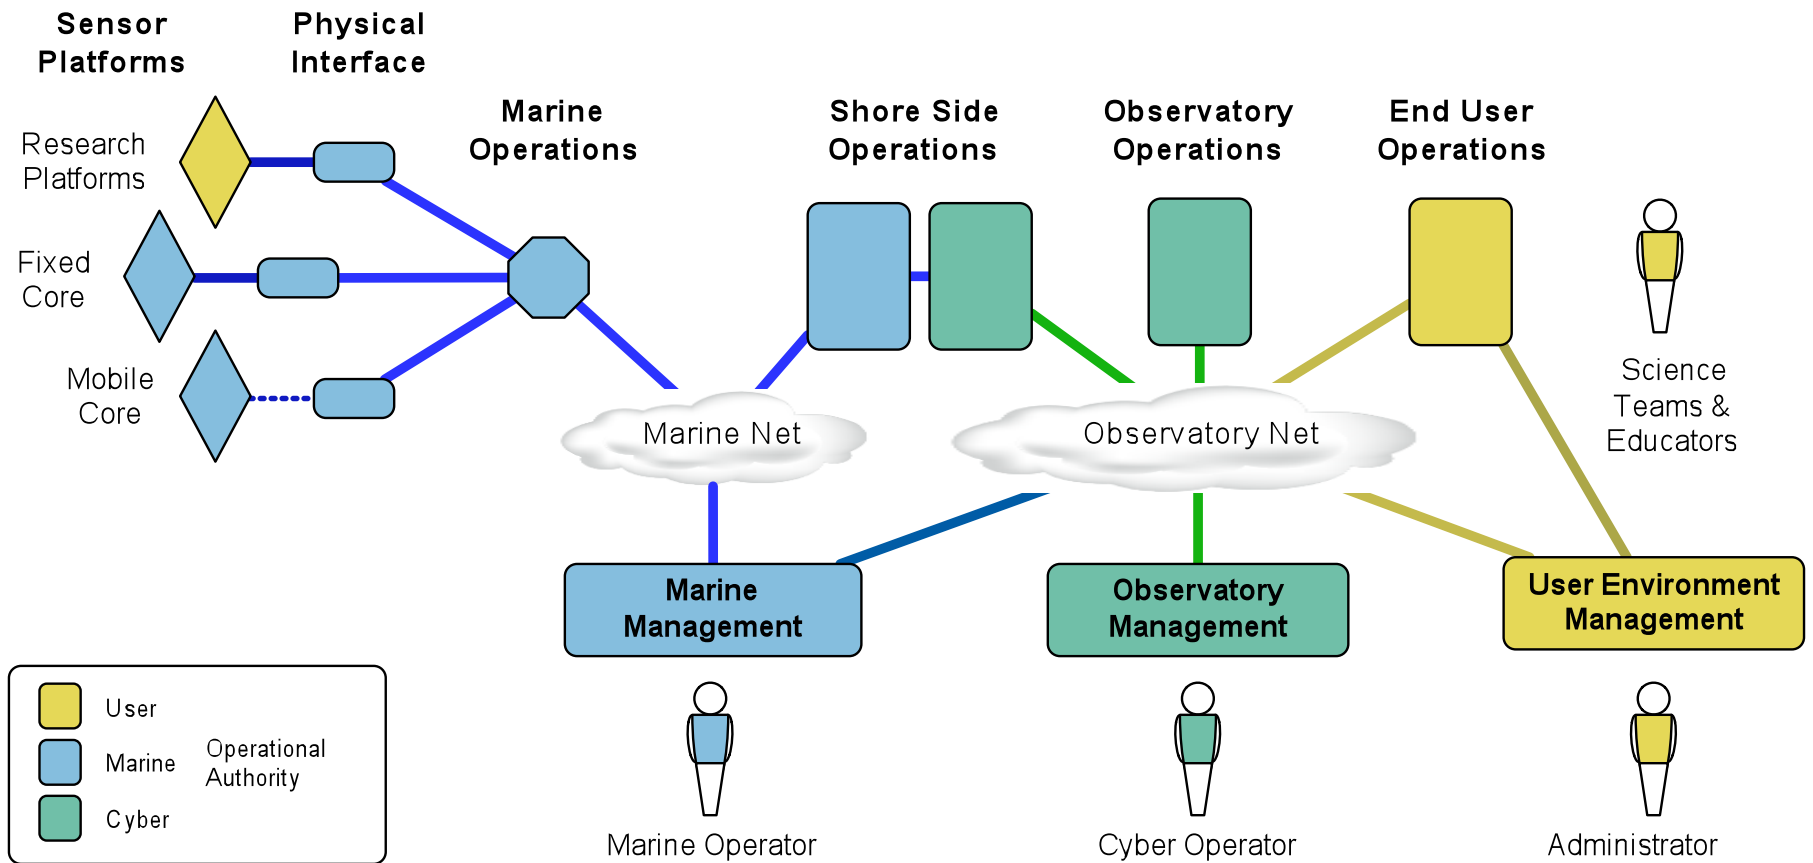 Sensor
Platforms
Physical
Interface
Marine
Operations
Shore Side
Operations
Observatory
Operations
End User
Operations
Research
Platforms
Fixed
Core
Mobile
Core
Science
Teams &
Educators
Marine Net
Observatory Net
Marine
Management
Observatory
Management
User Environment
Management
User
Marine
Cyber
Operational
Authority
Marine Operator
Cyber Operator
Administrator